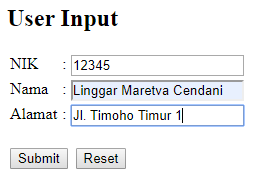 User Input
NIK : 12345
Nama : Linggar Maretva Cendani
Alamat : Jl. Timoho Timur 1
Submit Reset